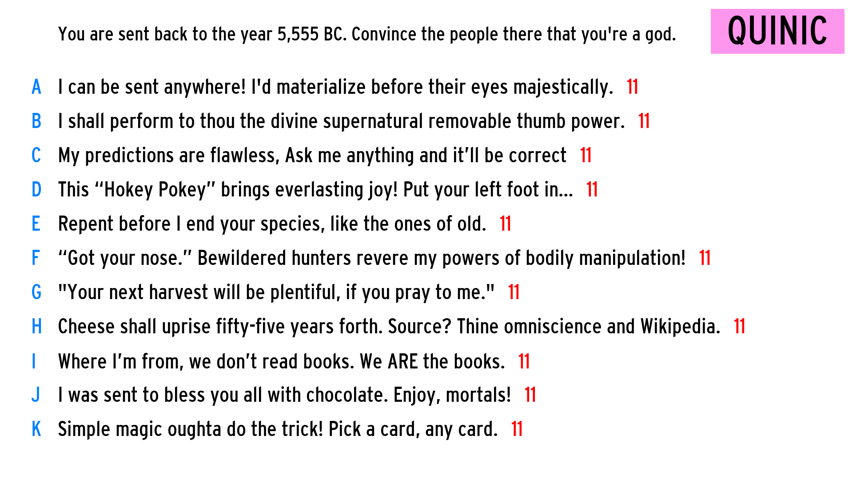 You are sent back to the year 5,555 BC. Convince the people there that you're a god.
QUINIC
A I can be sent anywhere! I'd materialize before their eyes majestically. 11
B I shall perform to thou the divine supernatural removable thumb power. 11
C My predictions are flawless, Ask me anything and it’ll be correct 11
D This “Hokey Pokey” brings everlasting joy! Put your left foot in... 11
E Repent before I end your species, like the ones of old. 11
F “Got your nose.” Bewildered hunters revere my powers of bodily manipulation! 11
G "Your next harvest will be plentiful, if you pray to me." 11
H Cheese shall uprise fifty-five years forth. Source? Thine omniscience and Wikipedia. 11
I Where I’m from, we don’t read books. We ARE the books. 11
J I was sent to bless you all with chocolate. Enjoy, mortals! 11
K Simple magic oughta do the trick! Pick a card, any card. 11